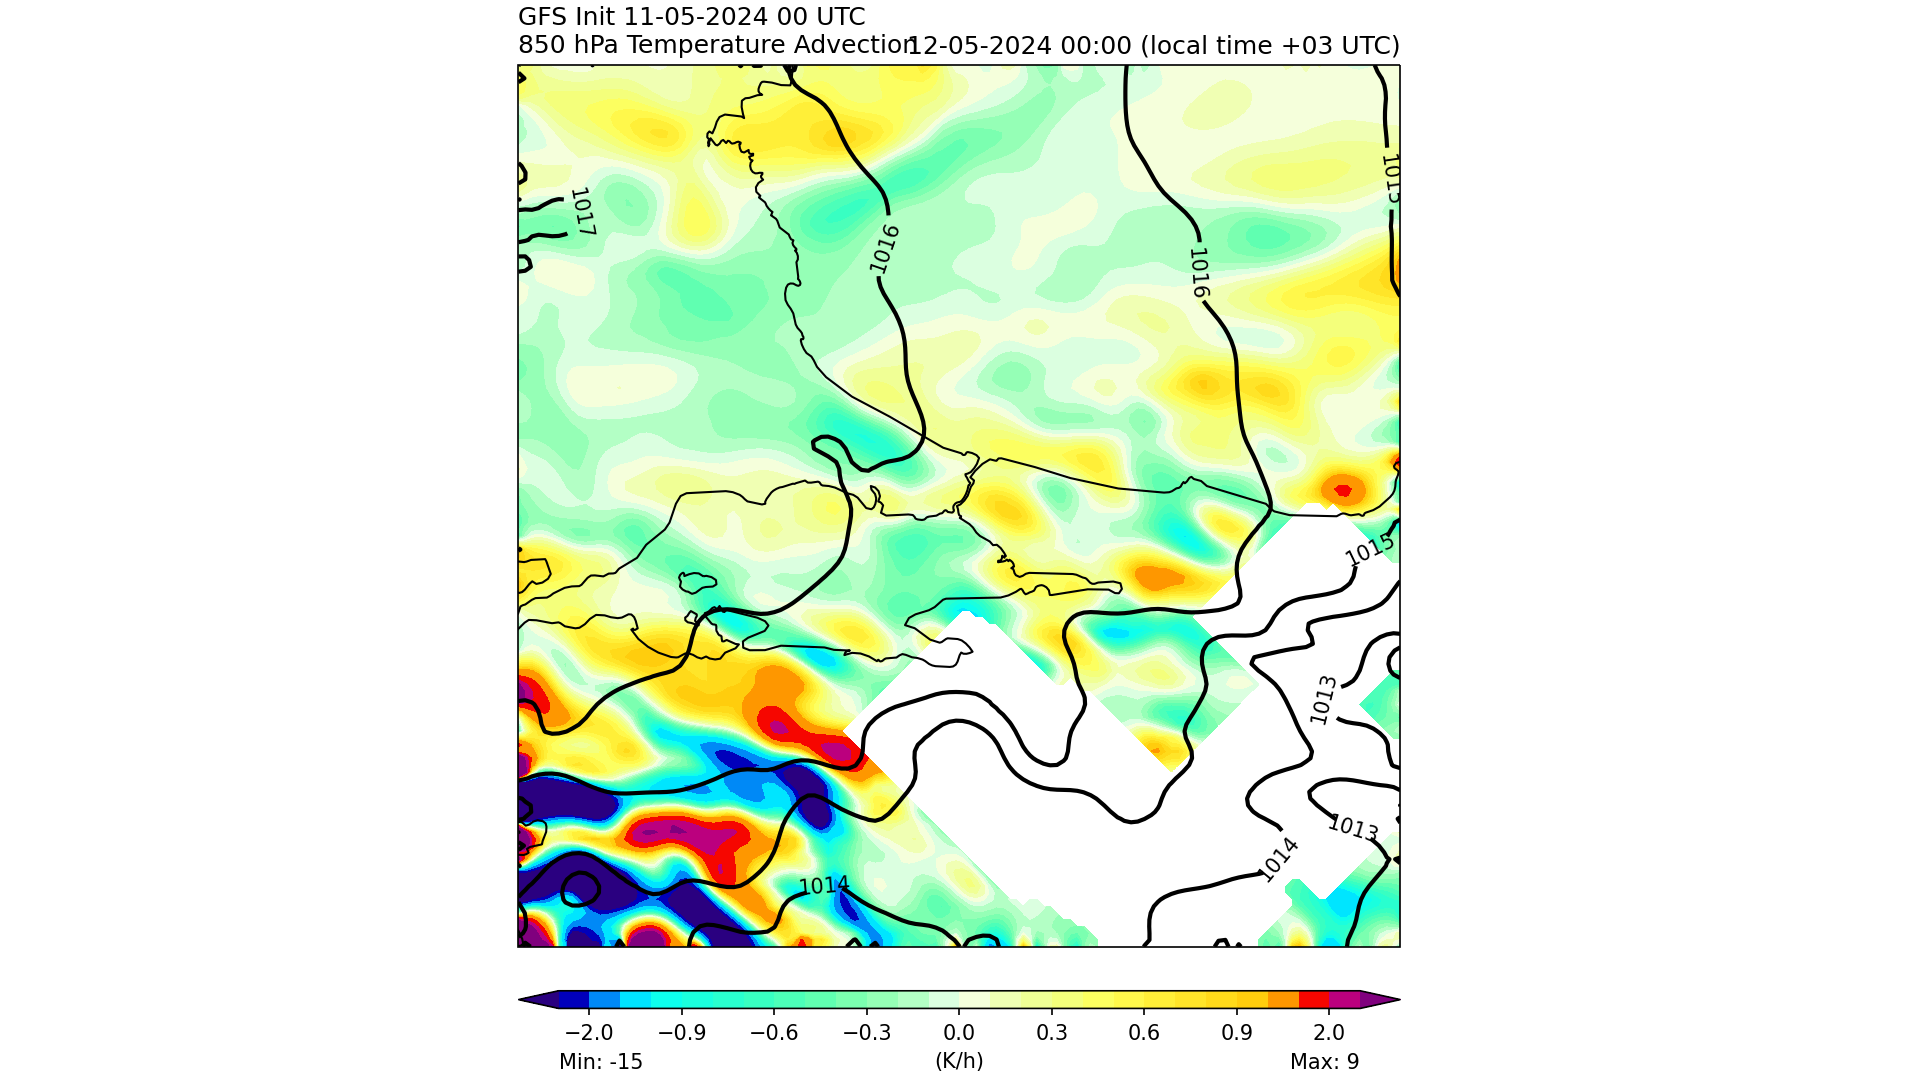 GFS Init 11-05-2024 00 UTC
850 hPa Temperature Advection
12-05-2024 00:00 (local time +03 UTC)
1015
1017
1016
1016
1015
1013
1013
1014
1014
−2.0 −0.9 −0.6 −0.3 0.0 0.3 0.6 0.9 2.0
Min: -15 (K/h) Max: 9